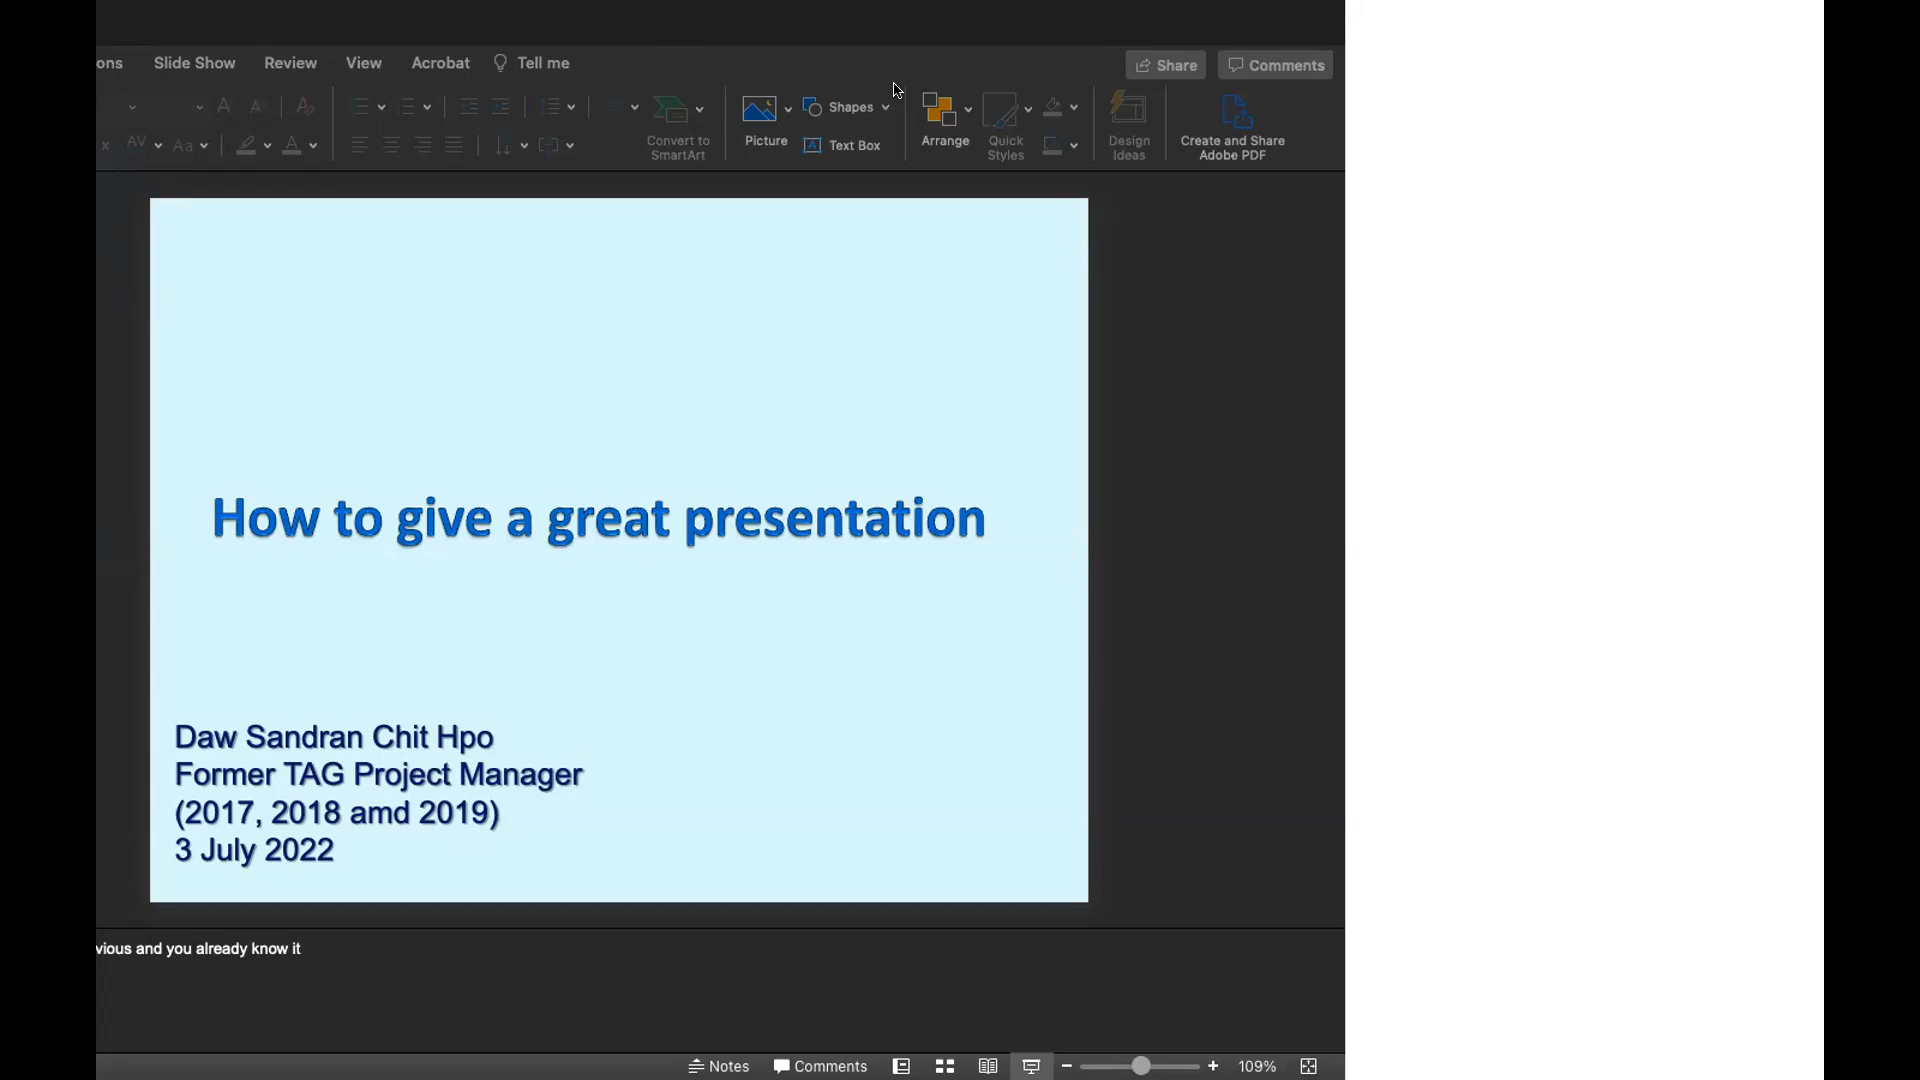 ons Slide Show Review View Acrobat Tell me Share Comments
A A A Shapes
Picture Text Box
x AV Aa A Convert to SmartArt Arrange Quick Styles Design Ideas Create and Share Adobe PDF
How to give a great presentation
Daw Sandran Chit Hpo
Former TAG Project Manager
(2017, 2018 amd 2019)
3 July 2022
vious and you already know it
Notes Comments 109%